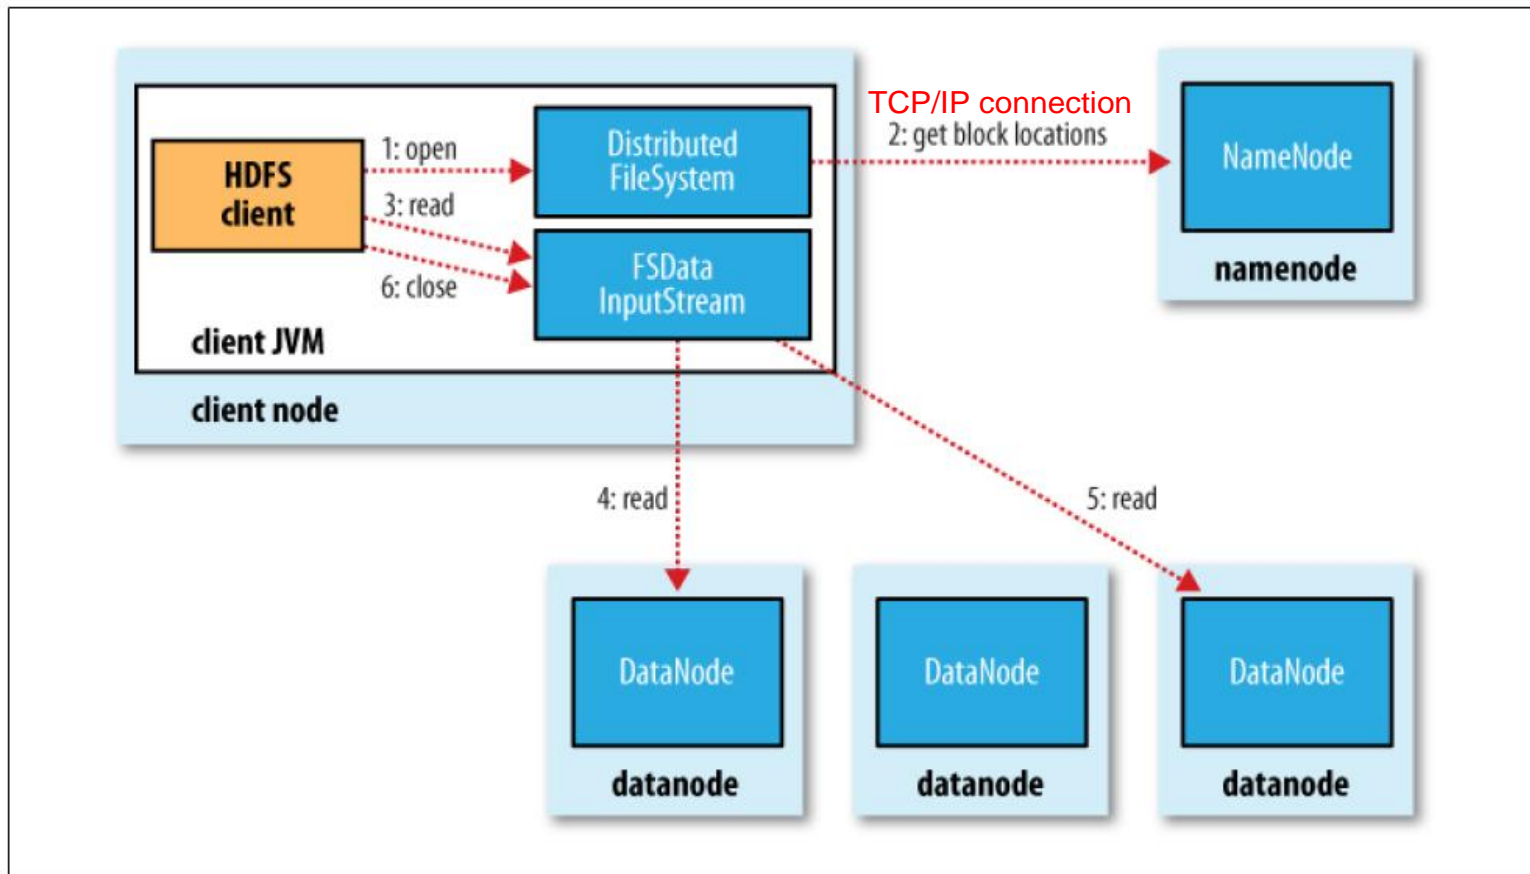 TCP/IP connection
1: open
Distributed
FileSystem
2: get block locations
NameNode
HDFS
client
3: read
namenode
6: close
FSData
InputStream
client JVM
client node
4: read
5: read
DataNode
DataNode
DataNode
datanode
datanode
datanode